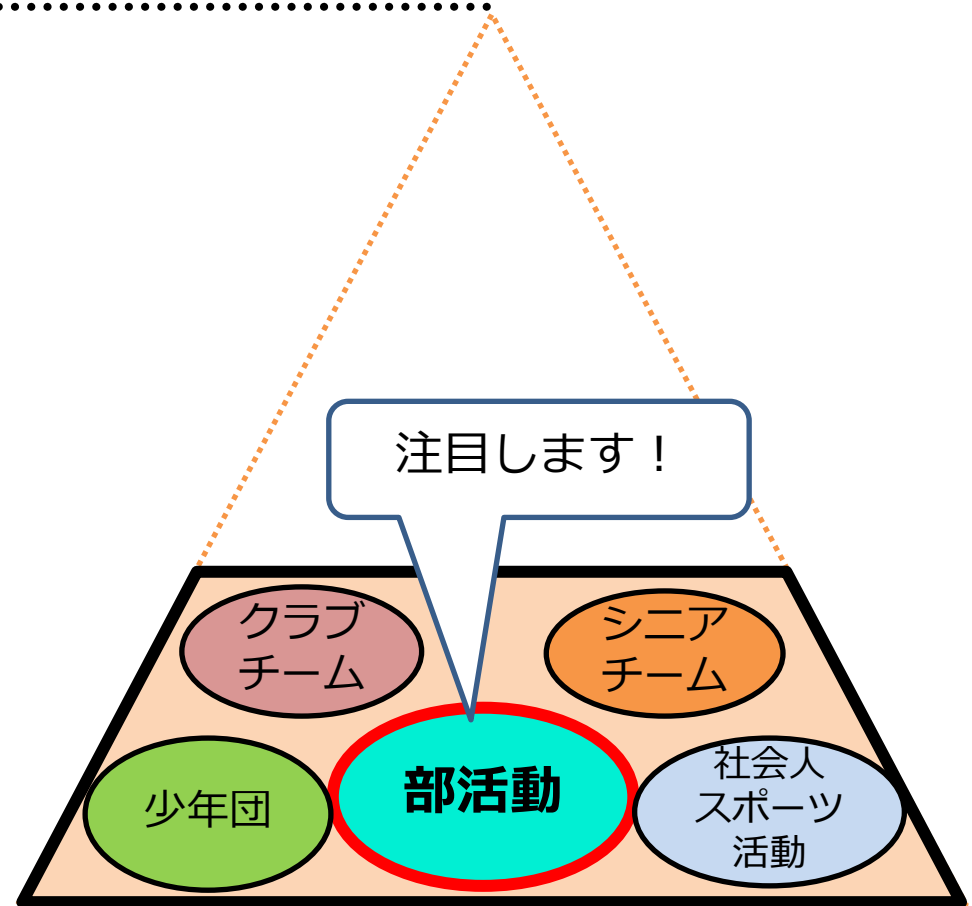 注目します！
クラブ
チーム
シニア
チーム
少年団
部活動
社会人
スポーツ
活動